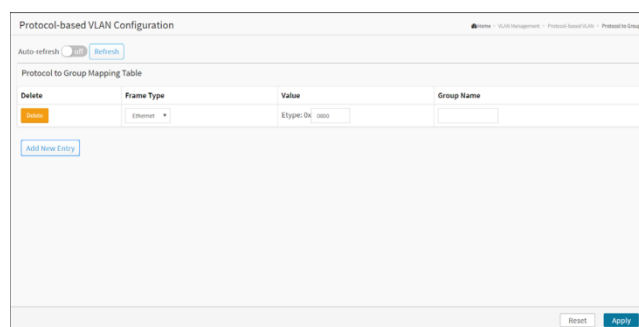 Protocol-based VLAN Configuration
Home > VLAN Management > Protocol-based VLAN > Protocol to Group
Auto-refresh off Refresh
Protocol to Group Mapping Table
Delete Frame Type Value Group Name
Delete Ethernet Etype: 0x 0800
Add New Entry
Reset Apply